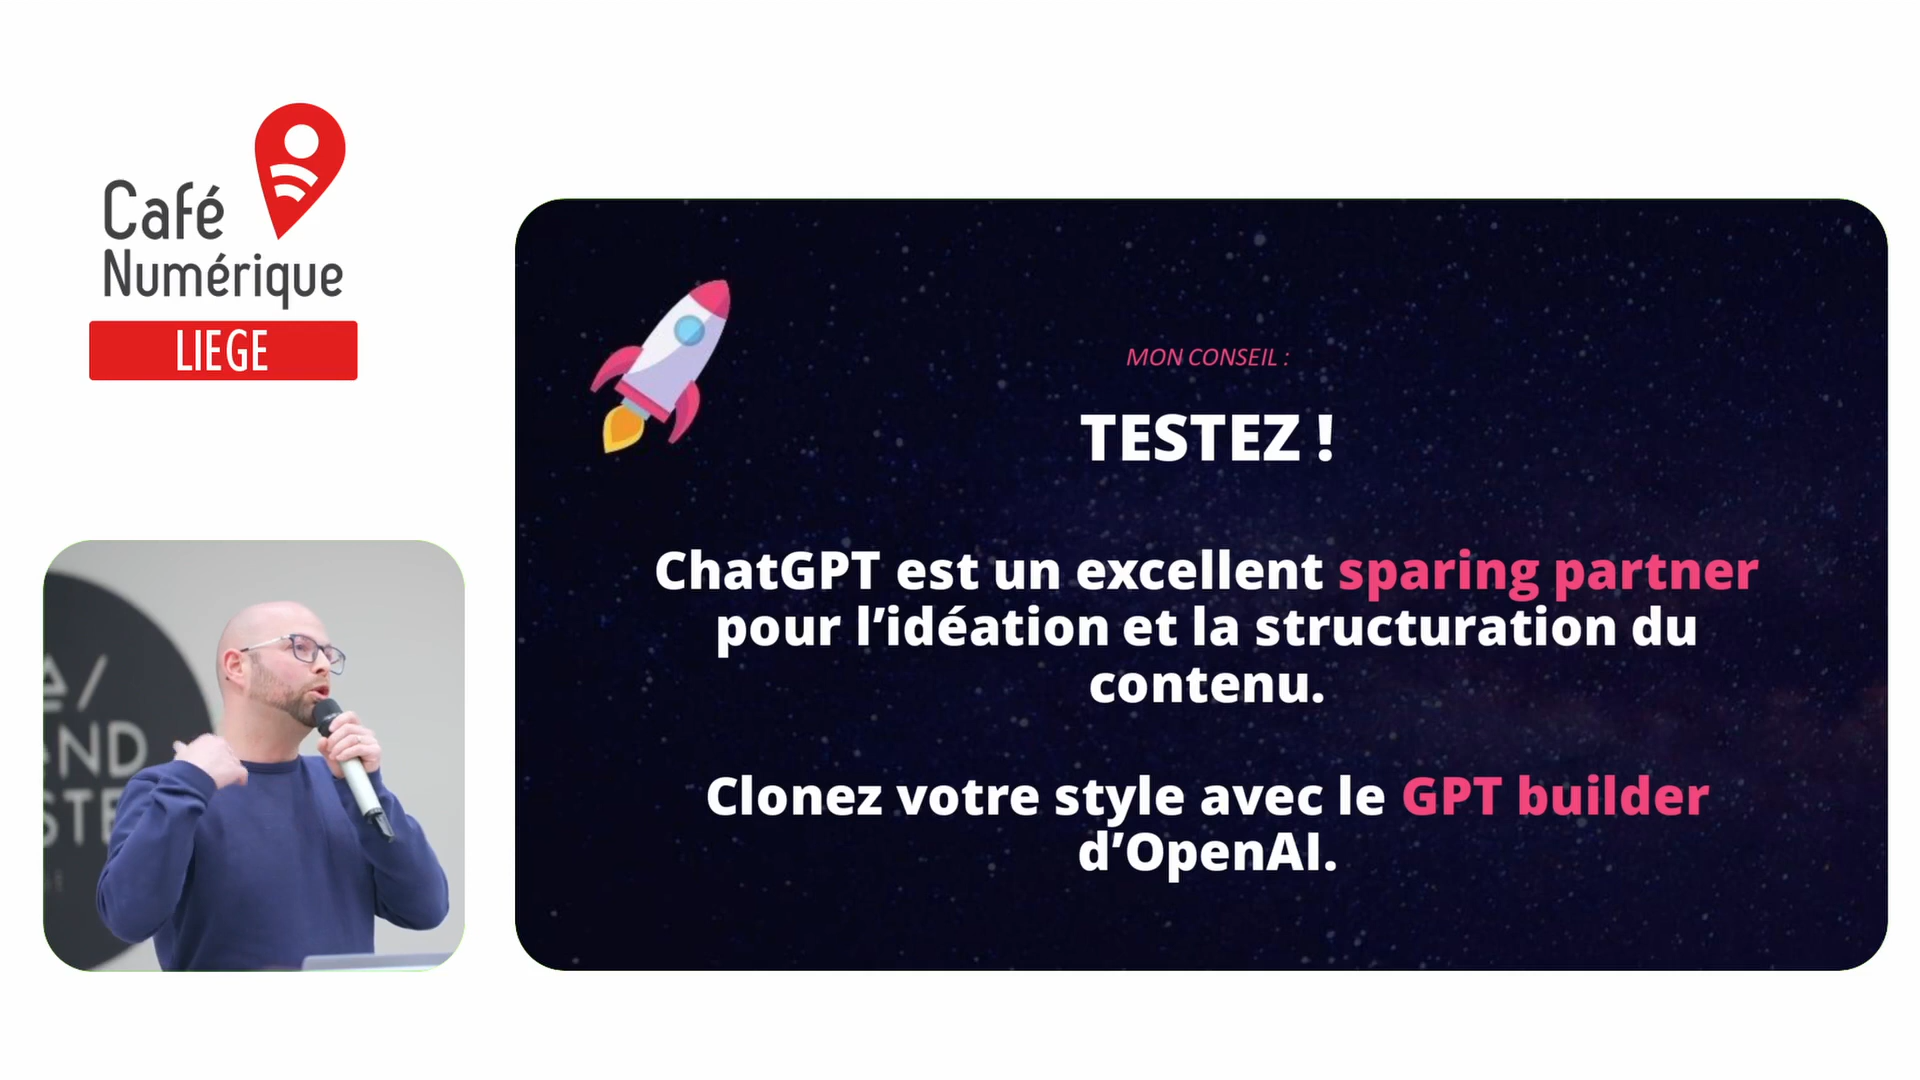 Café
Numérique
LIEGE
MON CONSEIL :
TESTEZ !
ChatGPT est un excellent sparing partner
pour l’idéation et la structuration du
contenu.
Clonez votre style avec le GPT builder
d’OpenAI.